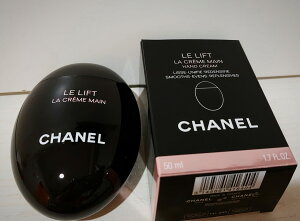 LE LIFT
LA CRÈME MAIN
CHANEL
LE LIFT
LA CRÈME MAIN
HAND CREAM
LISSE-UNIFIE-REDENSIFIE
SMOOTHS-EVENS-REPLENISHES
CHANEL
50 ml
1.7 FL.OZ.